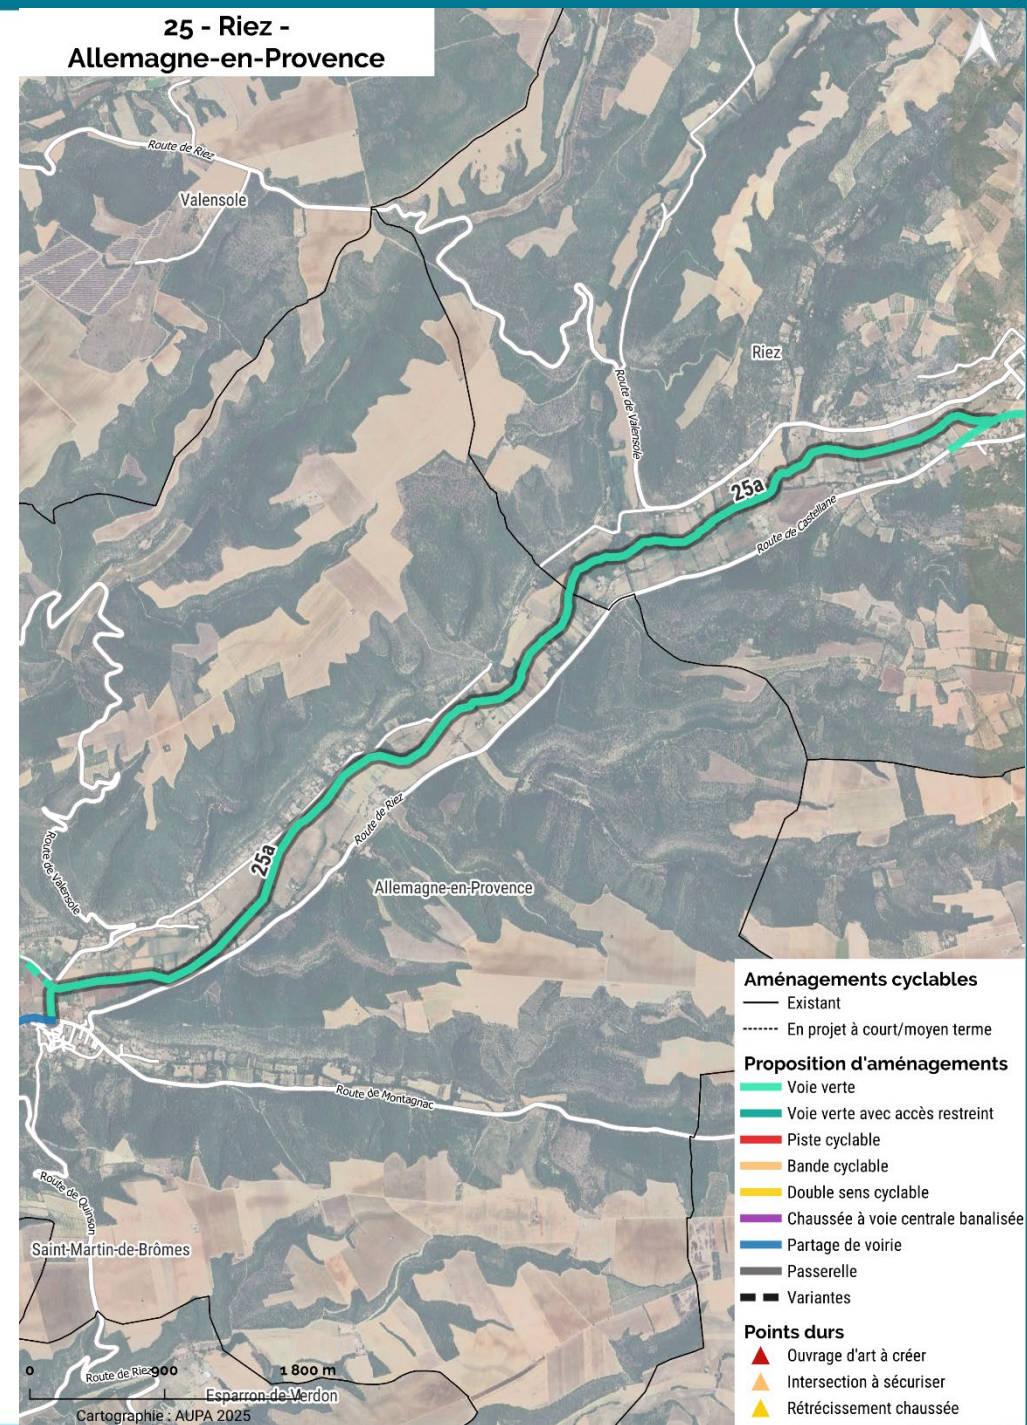 25 - Riez -
Allemagne-en-Provence
Route de Riez
Valensole
Riez
Route de Valensole
25a
Route de Castellane
Route de Riez
25a
Route de Valensole
Allemagne-en-Provence
Route de Montagnac
Route de Quinson
Saint-Martin-de-Brômes
Aménagements cyclables
Existant
En projet à court/moyen terme
Proposition d'aménagements
Voie verte
Voie verte avec accès restreint
Piste cyclable
Bande cyclable
Double sens cyclable
Chaussée à voie centrale banalisée
Partage de voirie
Passerelle
Variantes
Points durs
Ouvrage d'art à créer
Intersection à sécuriser
Rétrécissement chaussée
0 900 1 800 m
Route de Riez
Esparron-de-Verdon
Cartographie : AUPA 2025